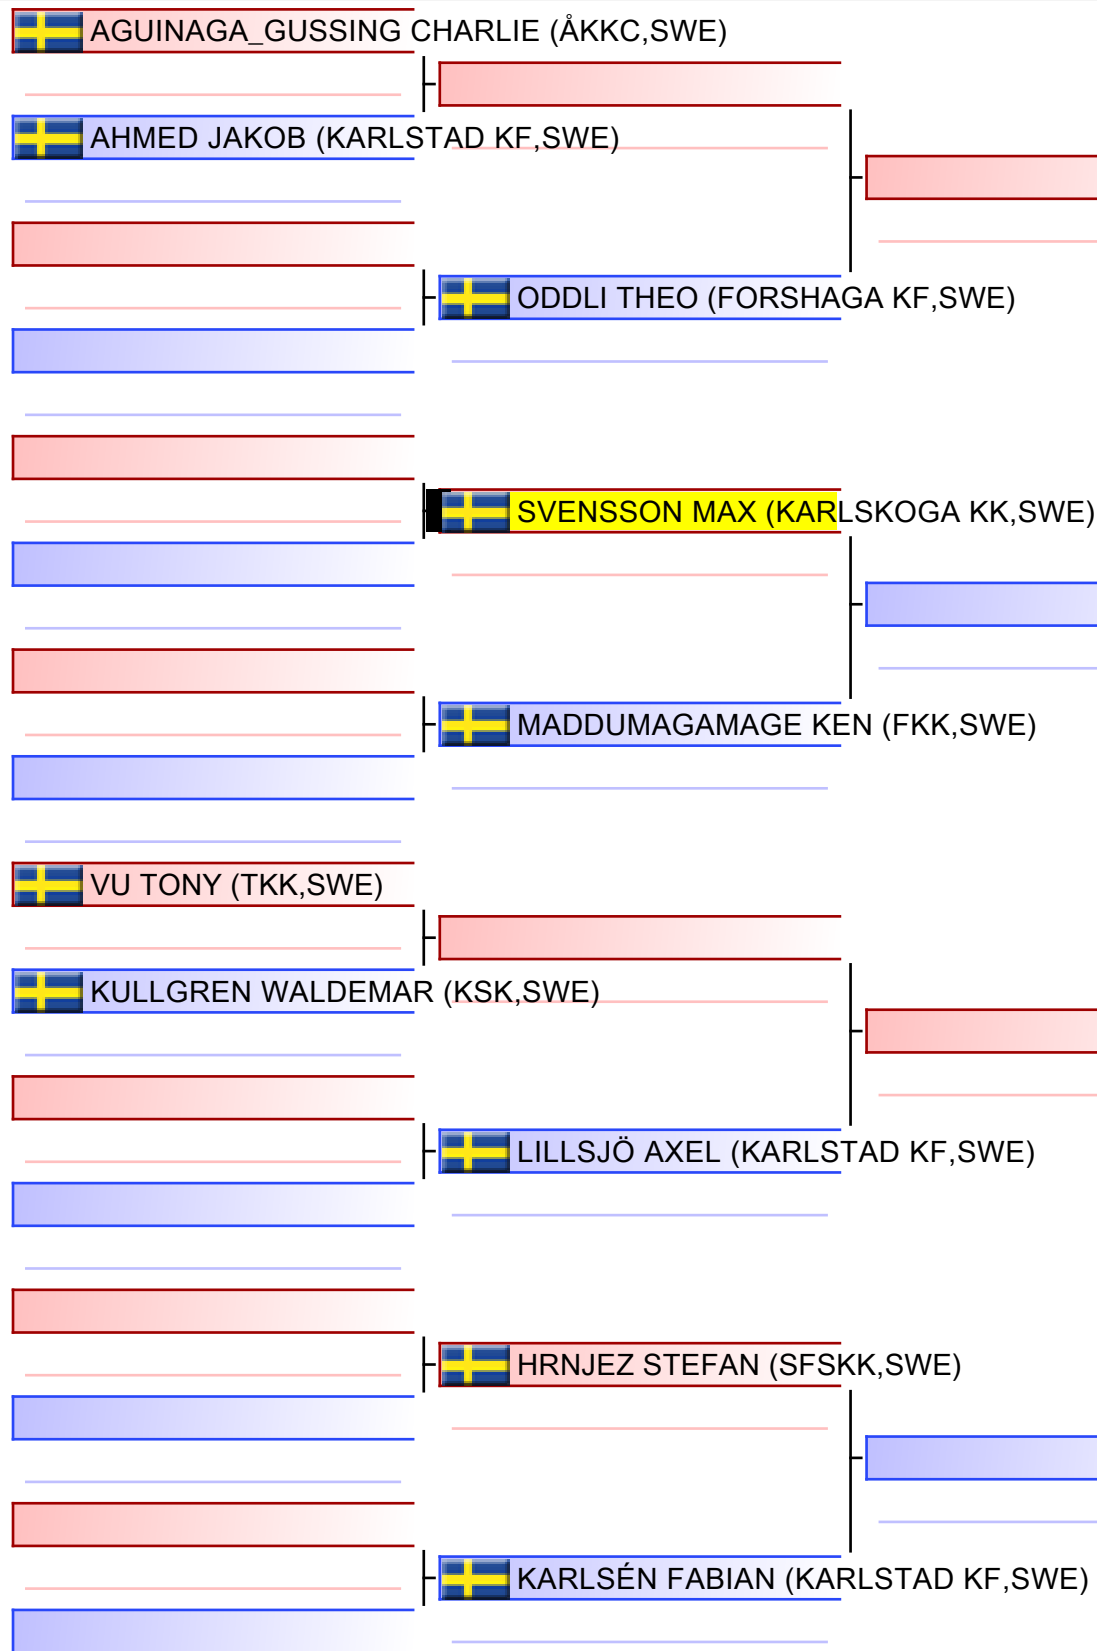 AGUINAGA_GUSSING CHARLIE (ÅKKC,SWE)
AHMED JAKOB (KARLSTAD KF,SWE)
ODDLI THEO (FORSHAGA KF,SWE)
SVENSSON MAX (KARLSKOGA KK,SWE)
MADDUMAGAMAGE KEN (FKK,SWE)
VU TONY (TKK,SWE)
KULLGREN WALDEMAR (KSK,SWE)
LILLSJÖ AXEL (KARLSTAD KF,SWE)
HRNJEZ STEFAN (SFSKK,SWE)
KARLSÉN FABIAN (KARLSTAD KF,SWE)